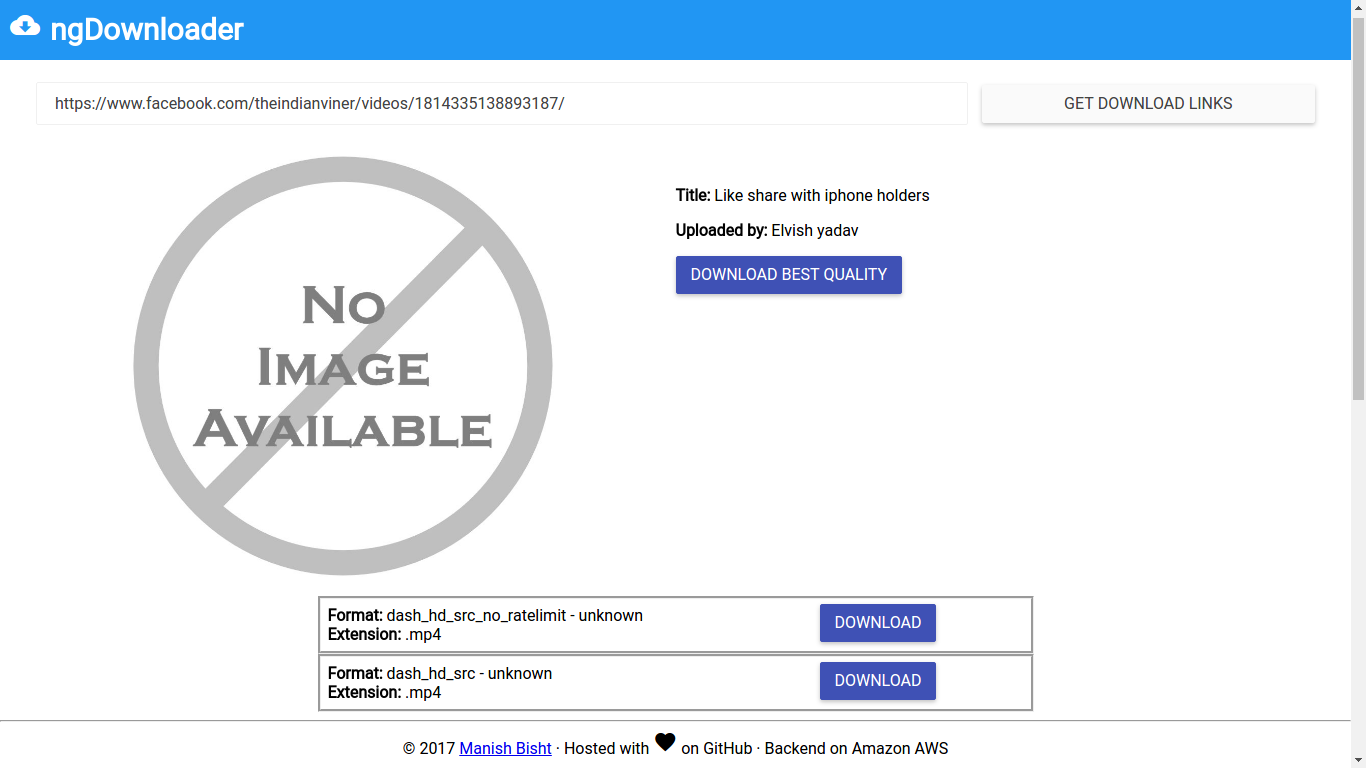 ngDownloader
https://www.facebook.com/theindianviner/videos/1814335138893187/
GET DOWNLOAD LINKS
No
Image
Available
Title: Like share with iphone holders
Uploaded by: Elvish yadav
DOWNLOAD BEST QUALITY
Format: dash_hd_src_no_ratelimit - unknown
Extension: .mp4
DOWNLOAD
Format: dash_hd_src - unknown
Extension: .mp4
DOWNLOAD
© 2017 Manish Bisht · Hosted with ♥ on GitHub · Backend on Amazon AWS